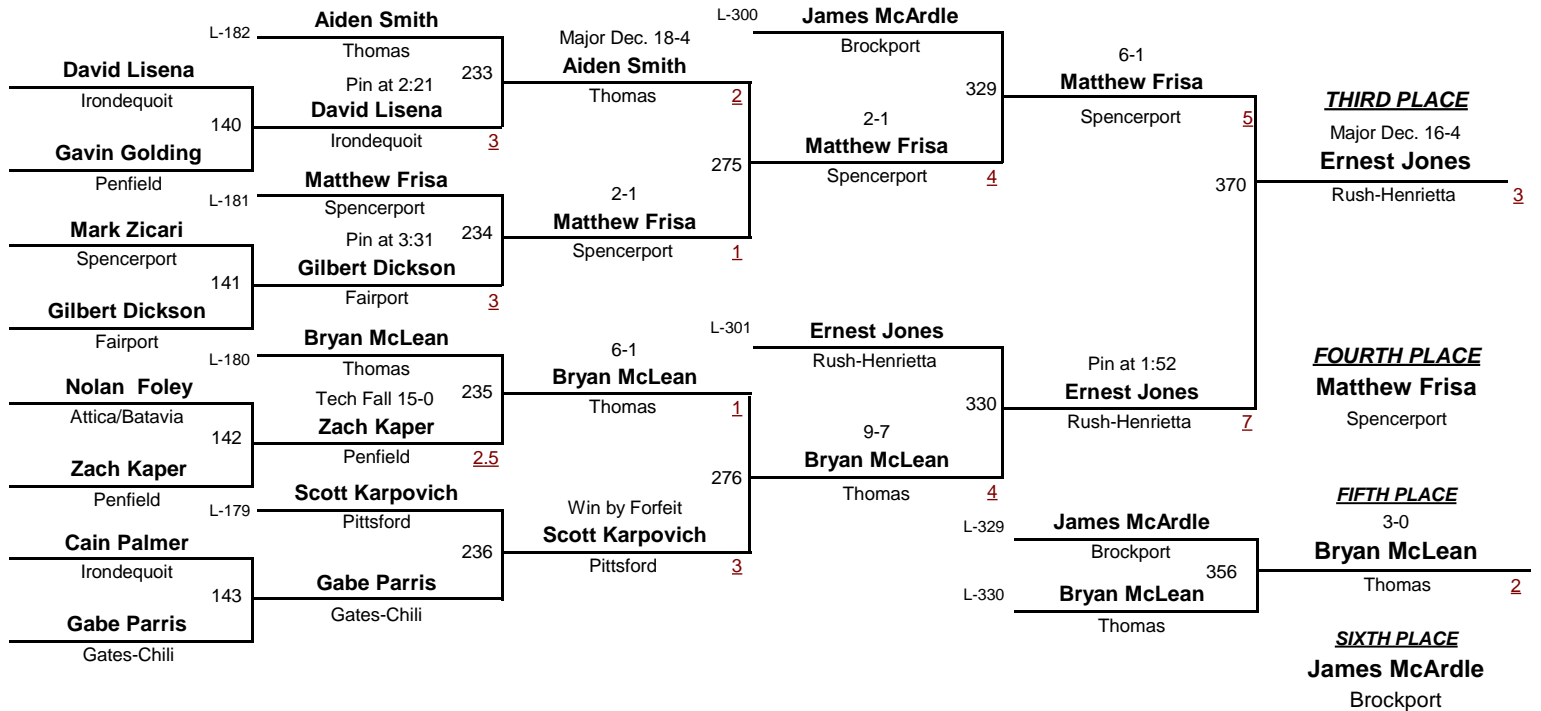 L-182
Aiden Smith
Thomas
David Lisena
Irondequoit
140
Gavin Golding
Penfield
Pin at 2:21
David Lisena
Irondequoit
3
233
L-181
Matthew Frisa
Spencerport
Mark Zicari
Spencerport
141
Gilbert Dickson
Fairport
Pin at 3:31
Gilbert Dickson
Fairport
3
234
L-180
Bryan McLean
Thomas
Nolan  Foley
Attica/Batavia
142
Zach Kaper
Penfield
Tech Fall 15-0
Zach Kaper
Penfield
2.5
235
L-179
Scott Karpovich
Pittsford
Cain Palmer
Irondequoit
143
Gabe Parris
Gates-Chili
Gabe Parris
Gates-Chili
236
Major Dec. 18-4
Aiden Smith
Thomas
2
275
2-1
Matthew Frisa
Spencerport
1
6-1
Bryan McLean
Thomas
1
276
Win by Forfeit
Scott Karpovich
Pittsford
3
L-300
James McArdle
Brockport
329
2-1
Matthew Frisa
Spencerport
4
L-301
Ernest Jones
Rush-Henrietta
330
9-7
Bryan McLean
Thomas
4
6-1
Matthew Frisa
Spencerport
5
370
Pin at 1:52
Ernest Jones
Rush-Henrietta
7
L-329
James McArdle
Brockport
356
L-330
Bryan McLean
Thomas
THIRD PLACE
Major Dec. 16-4
Ernest Jones
Rush-Henrietta
3
FOURTH PLACE
Matthew Frisa
Spencerport
FIFTH PLACE
3-0
Bryan McLean
Thomas
2
SIXTH PLACE
James McArdle
Brockport